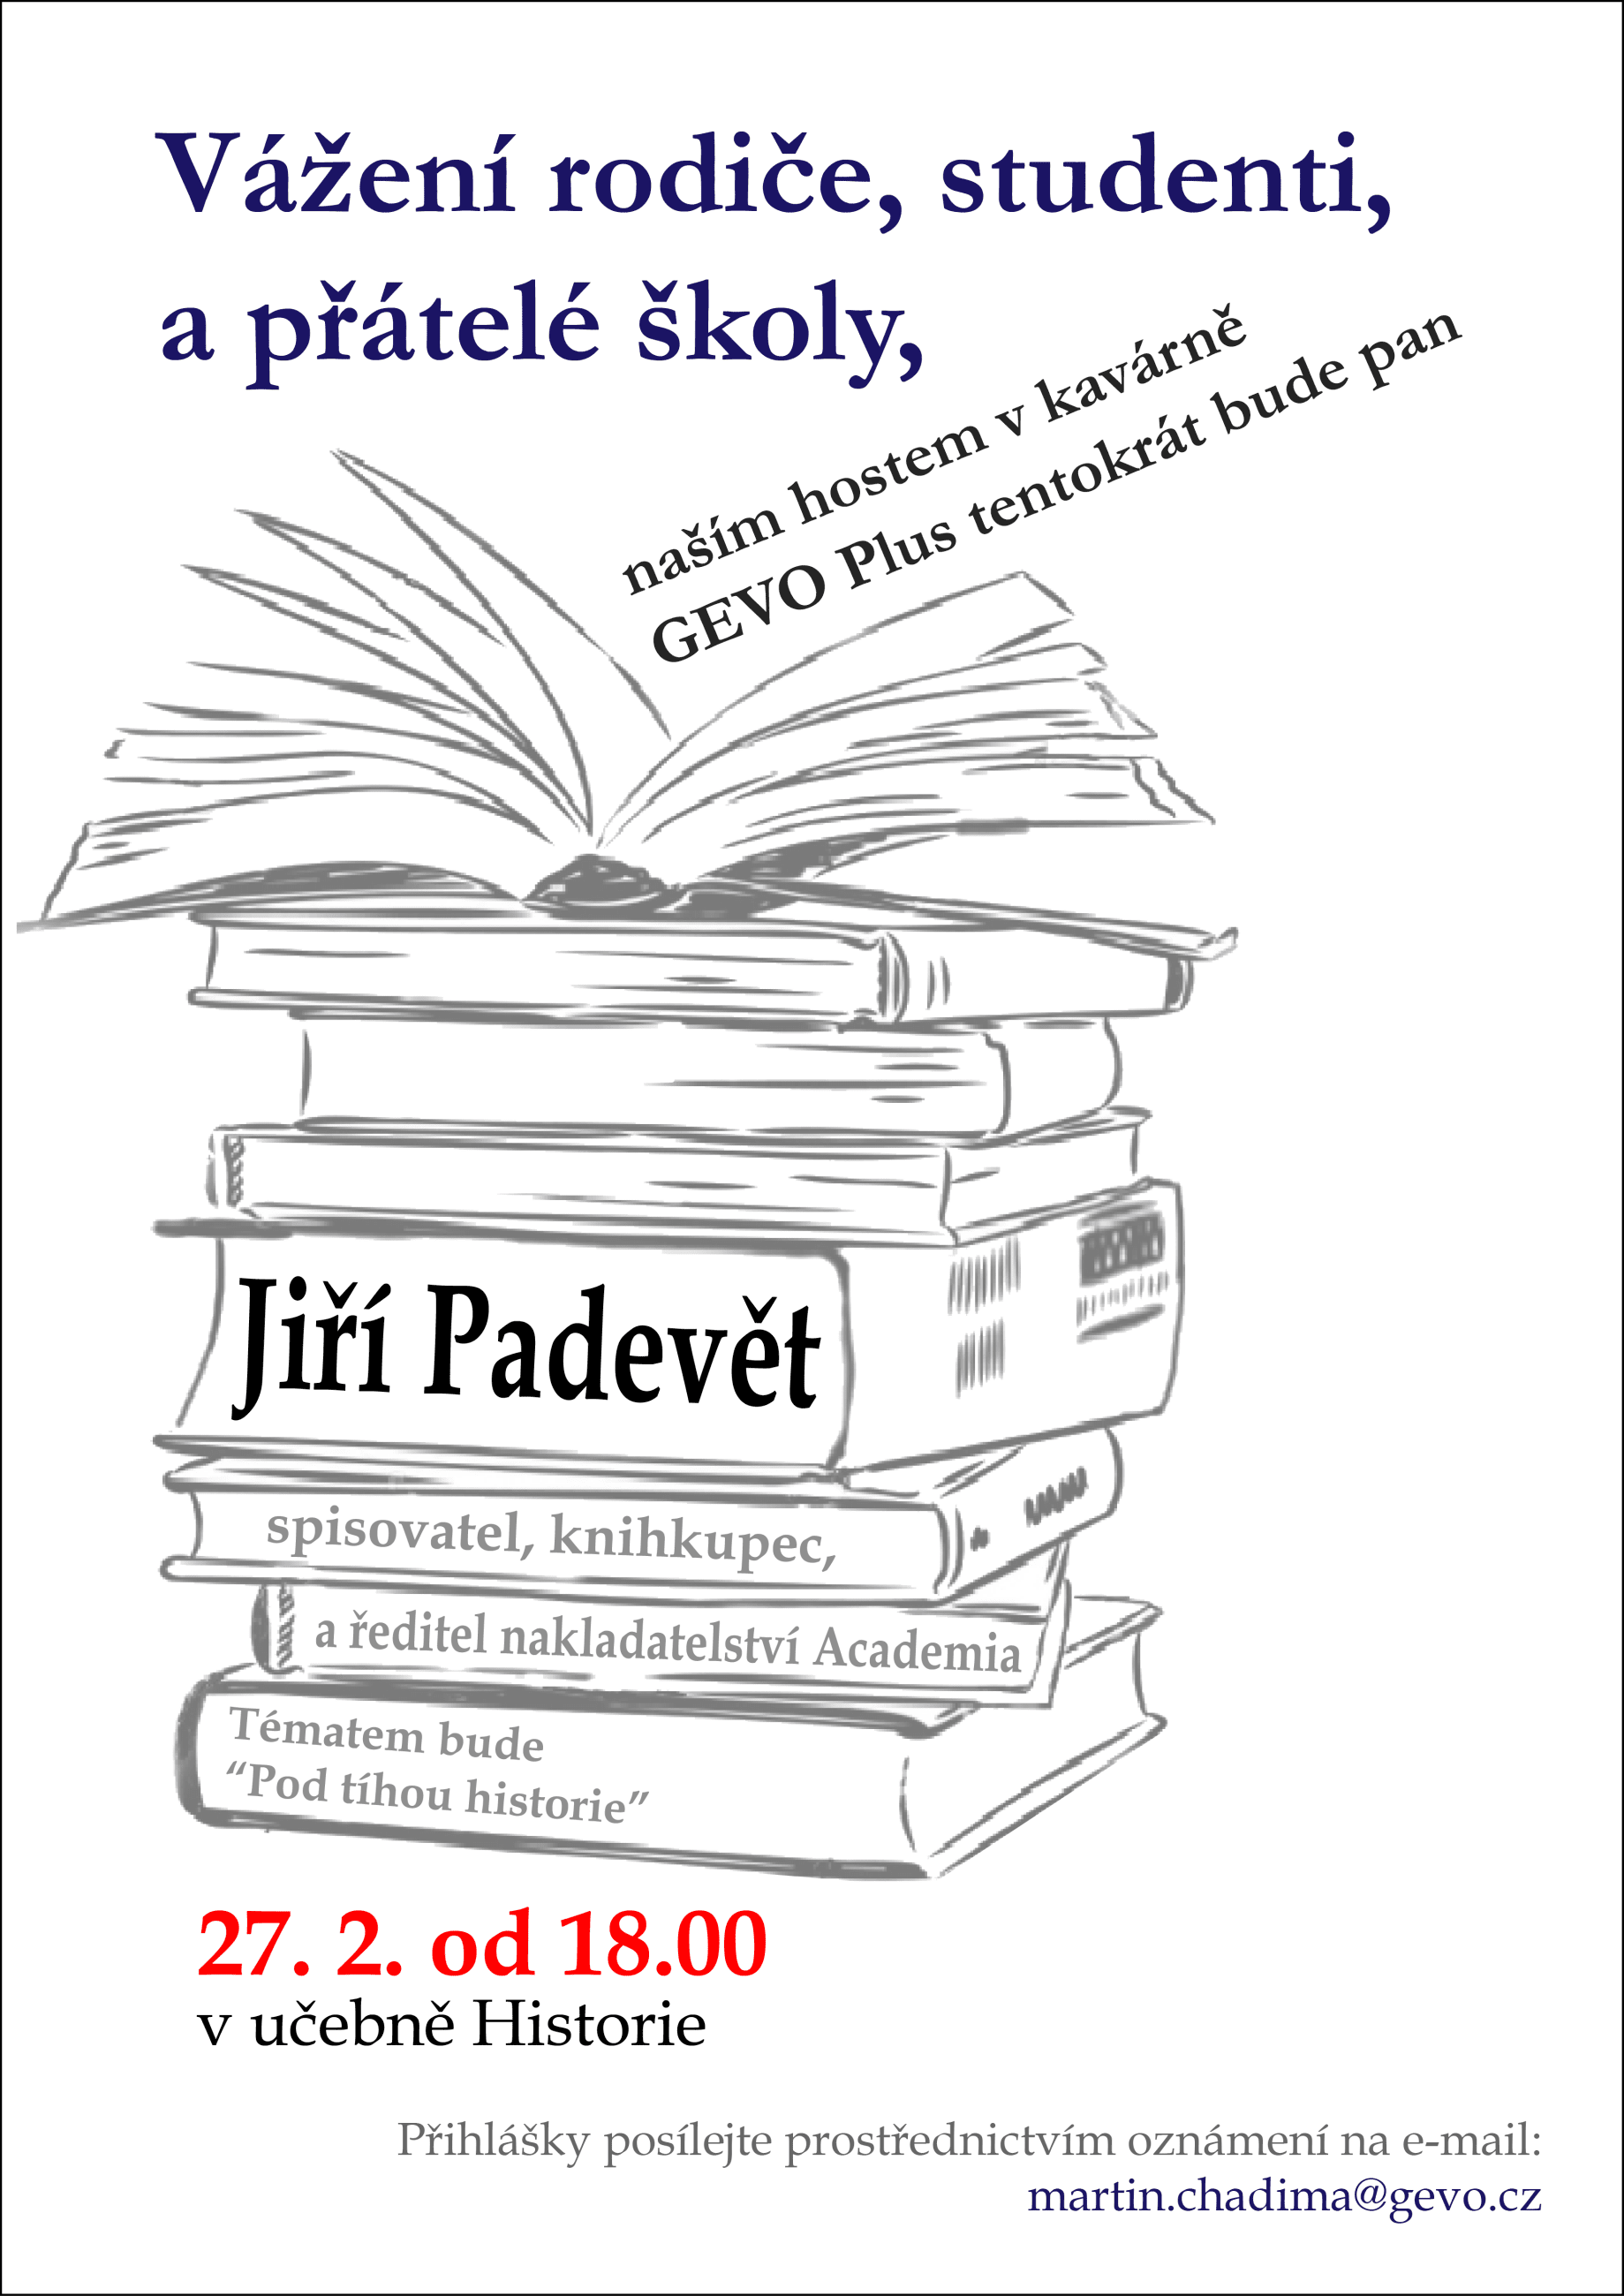 Vážení rodiče, studenti,
a přátelé školy,
naším hostem v kavárně
GEVO Plus tentokrát bude pan
Jiří Padevět
spisovatel, knihkupec,
a ředitel nakladatelství Academia
Tématem bude
“Pod tíhou historie”
27. 2. od 18.00
v učebně Historie
Přihlášky posílejte prostřednictvím oznámení na e-mail:
martin.chadima@gevo.cz